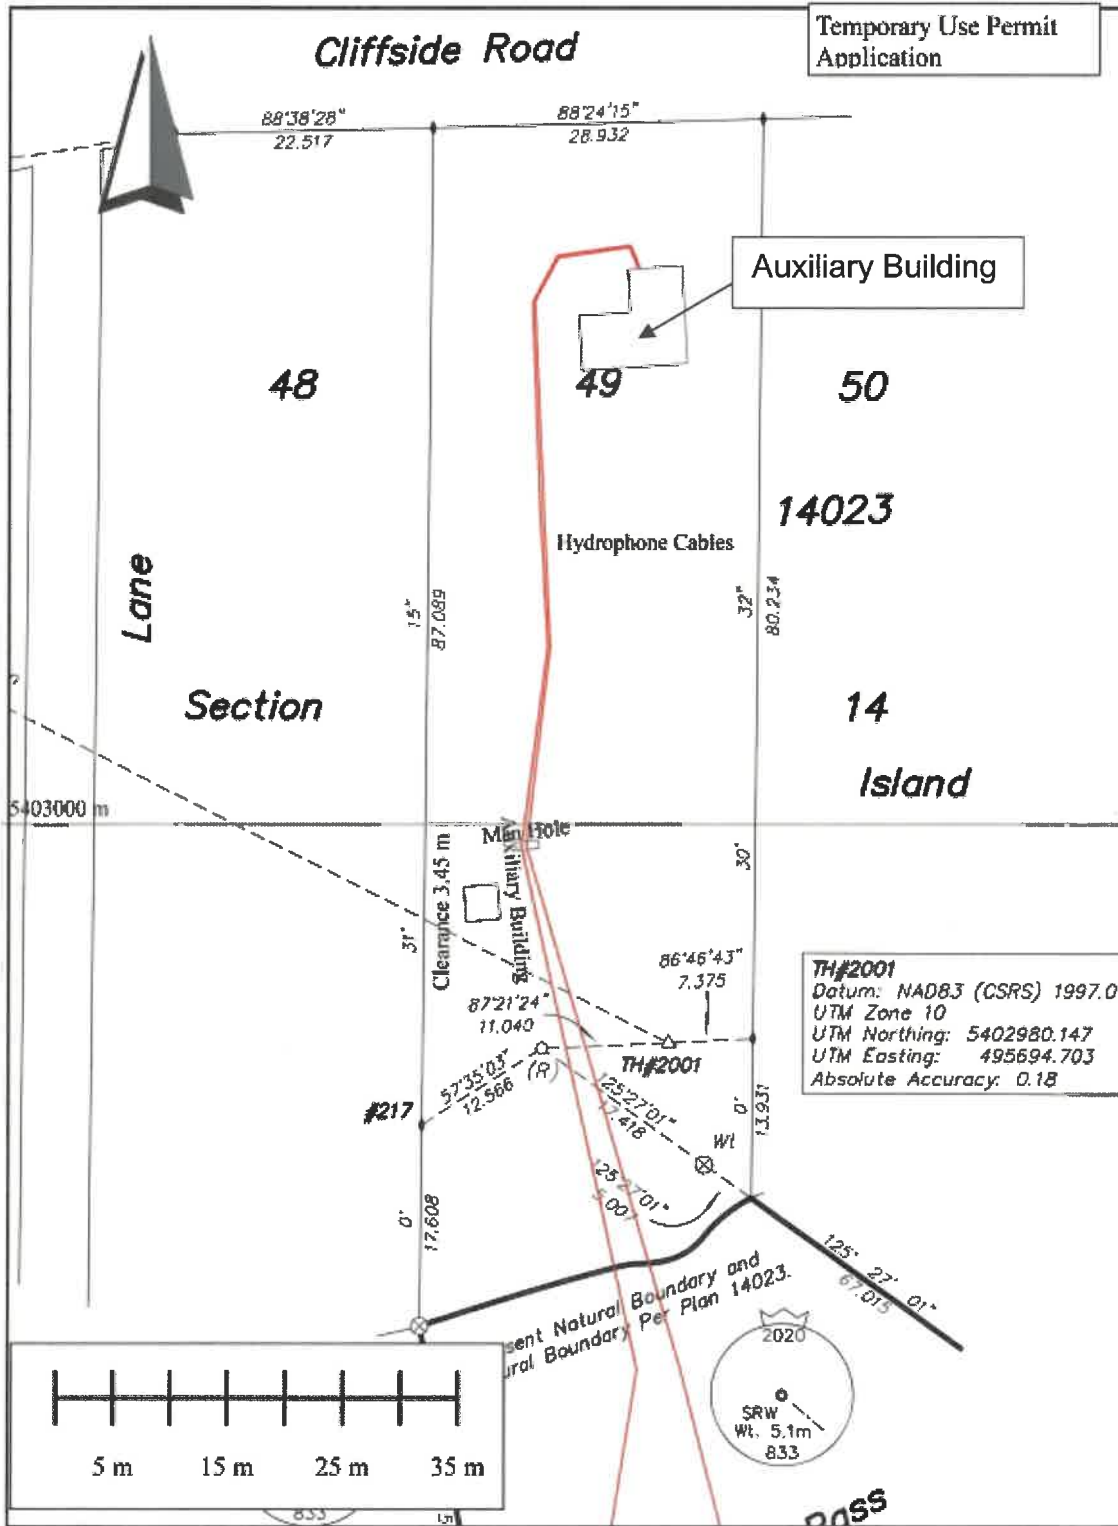 Temporary Use Permit
Application
Cliffside Road
88°38'28"
22.517
88°24'15"
28.932
Auxiliary Building
48
49
50
14023
Hydrophone Cables
Lane
15"
87.089
32"
80.234
Section
14
Island
5403000 m
Man Hole
Auxiliary Building
Clearance 3.45 m
31'
30'
86°46'43"
7.375
87°21'24"
11.040
TH#2001
Datum: NAD83 (CSRS) 1997.0
UTM Zone 10
UTM Northing: 5402980.147
UTM Easting: 495694.703
Absolute Accuracy: 0.18
TH#2001
57°35'03"
12.566
(R)
#217
125°27'01"
17.418
0°
13.931
Wt
125°27'01"
5.00
0°
17.608
125° 27' 01"
67.015
sent Natural Boundary and
ural Boundary Per Plan 14023.
2020
SRW
Wt. 5.1m
833
5 m 15 m 25 m 35 m
833
Pass